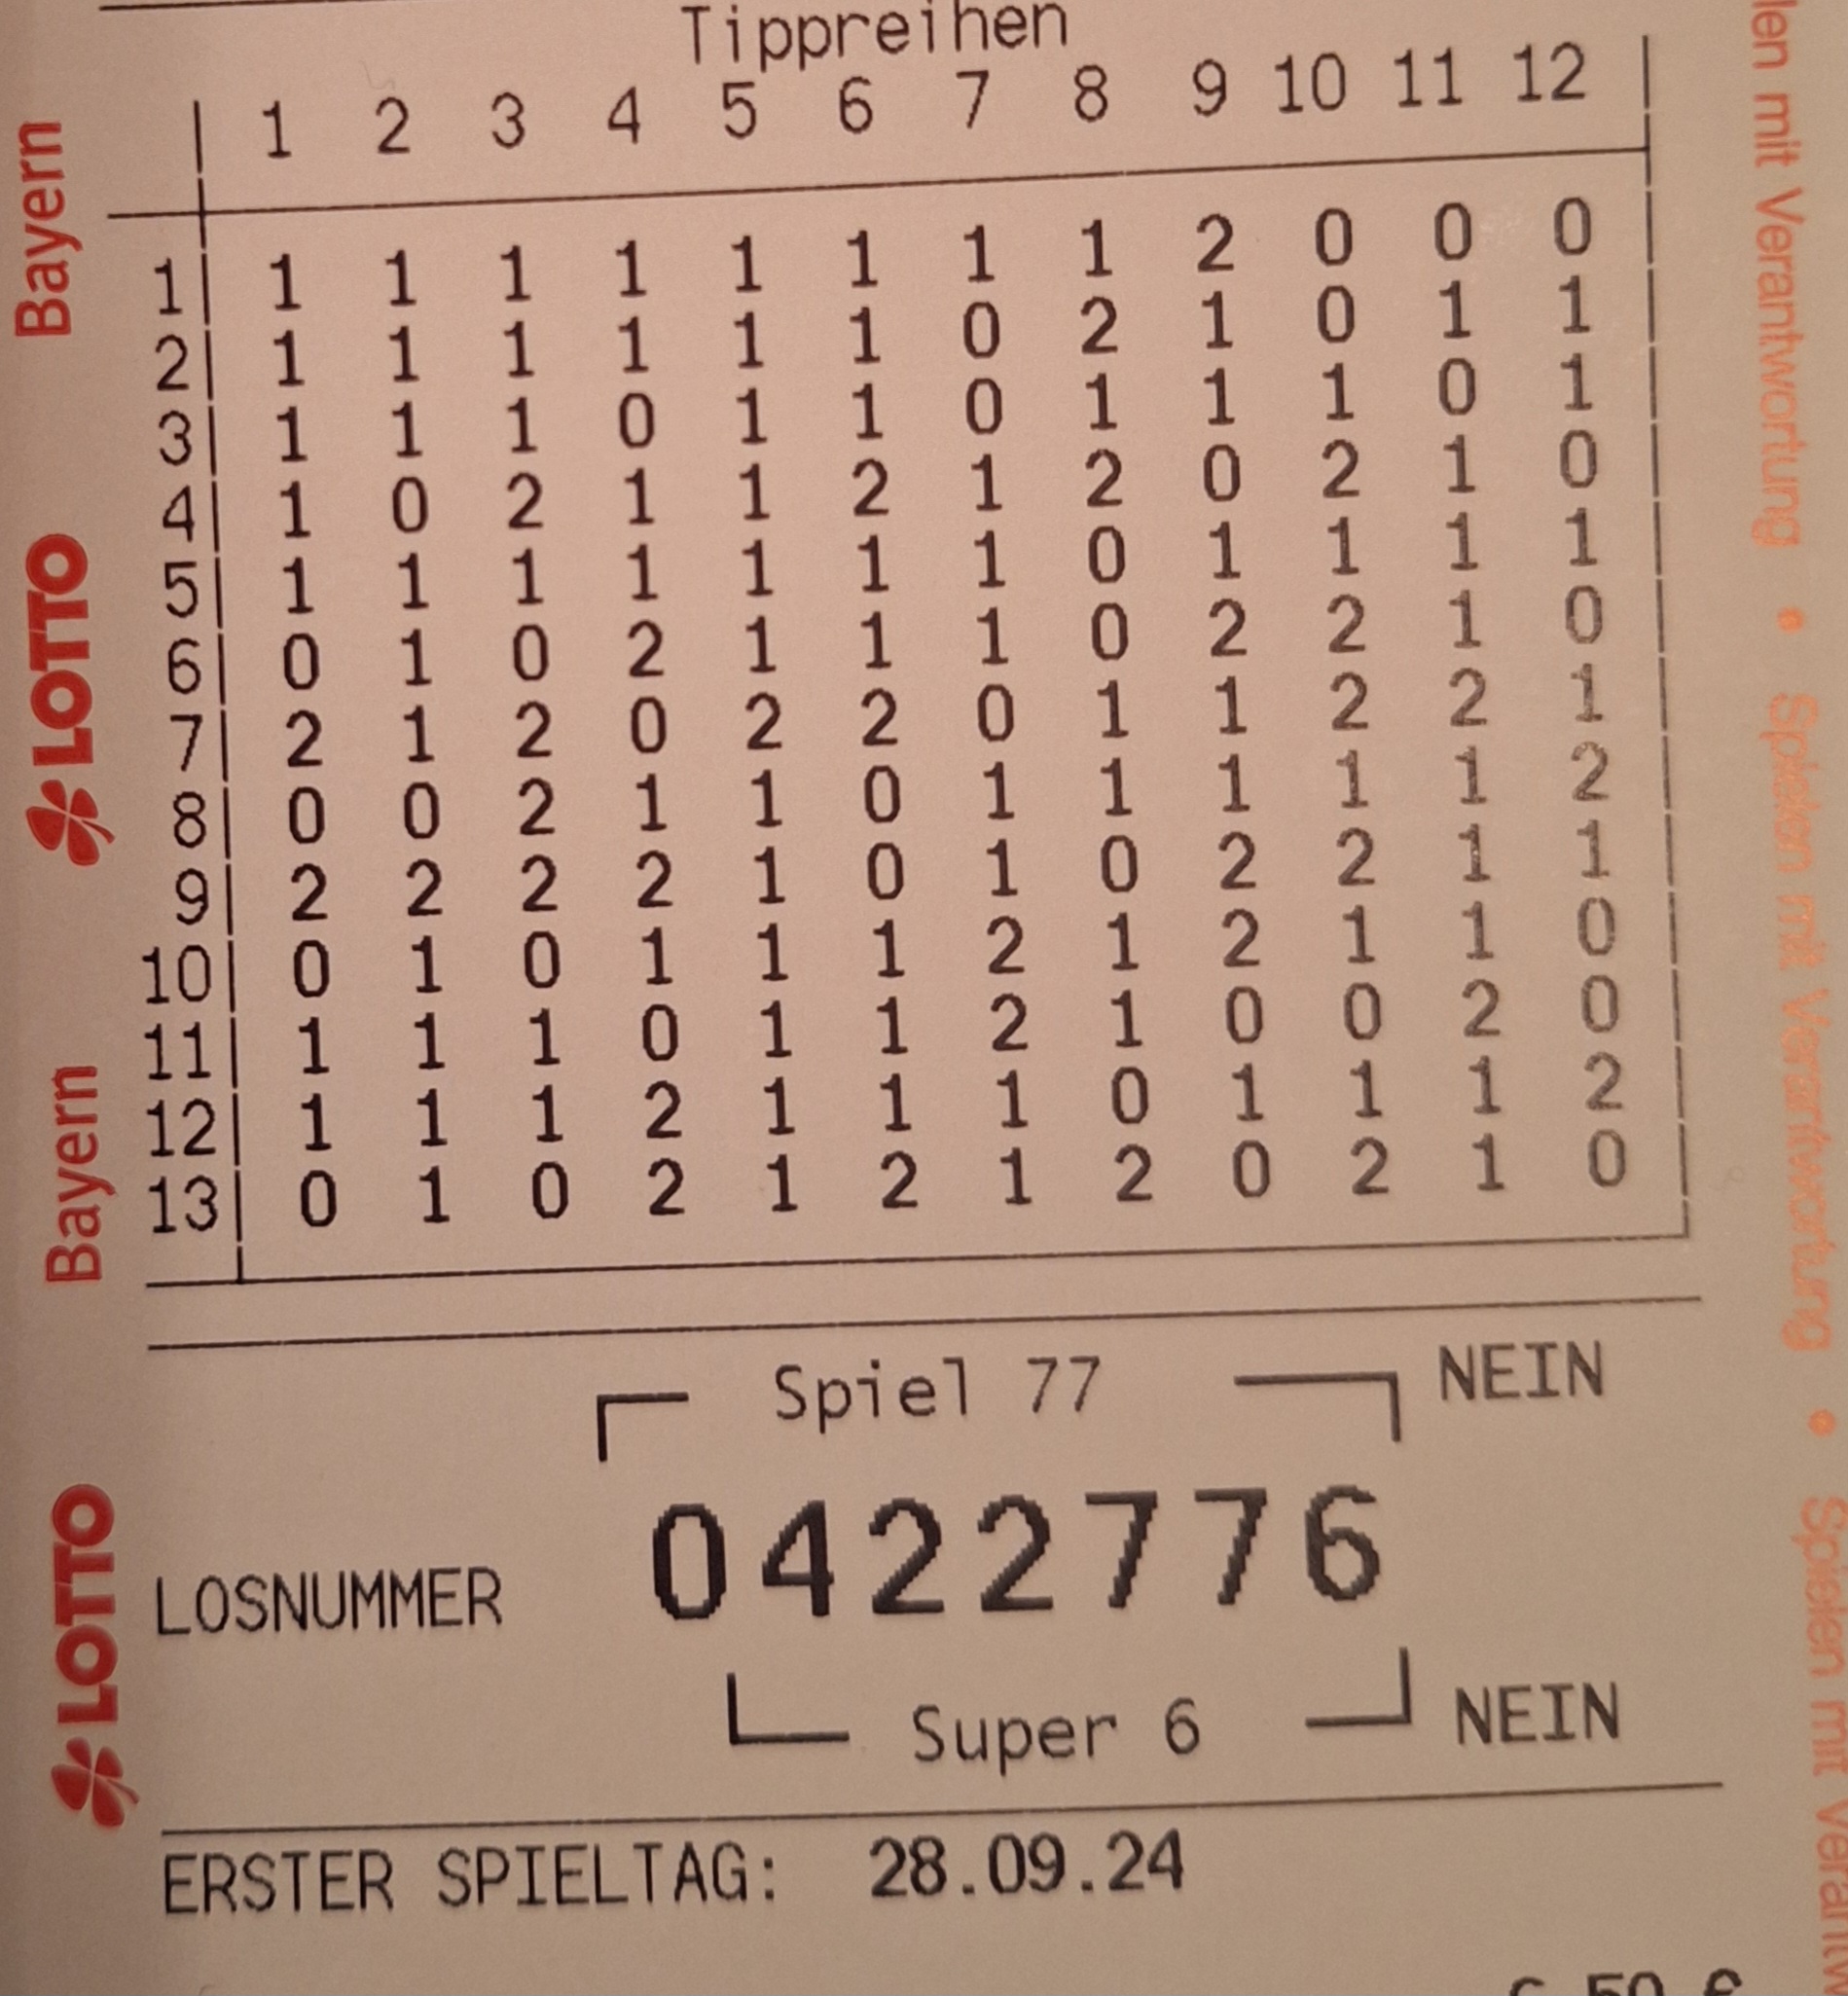 Tippreihen
1 2 3 4 5 6 7 8 9 10 11 12
1 1 1 1 1 1 1 1 1 2 0 0 0
2 1 1 1 1 1 1 0 2 1 0 1 1
3 1 1 1 0 1 1 0 1 1 1 0 1
4 1 0 2 1 1 2 1 2 0 2 1 0
5 1 1 1 1 1 1 1 0 1 1 1 1
6 0 1 0 2 1 1 1 0 2 2 1 0
7 2 1 2 0 2 2 0 1 1 2 2 1
8 0 0 2 1 1 0 1 1 1 1 1 2
9 2 2 2 2 1 0 1 0 2 2 1 1
10 0 1 0 1 1 1 2 1 2 1 1 0
11 1 1 1 0 1 1 2 1 0 0 2 0
12 1 1 1 2 1 1 1 0 1 1 1 2
13 0 1 0 2 1 2 1 2 0 2 1 0
Spiel 77 NEIN
LOSNUMMER 0422776
Super 6 NEIN
ERSTER SPIELTAG: 28.09.24
LOTTO Bayern LOTTO Bayern
len mit Verantwortung • Spielen mit Verantwortung • Spielen mit